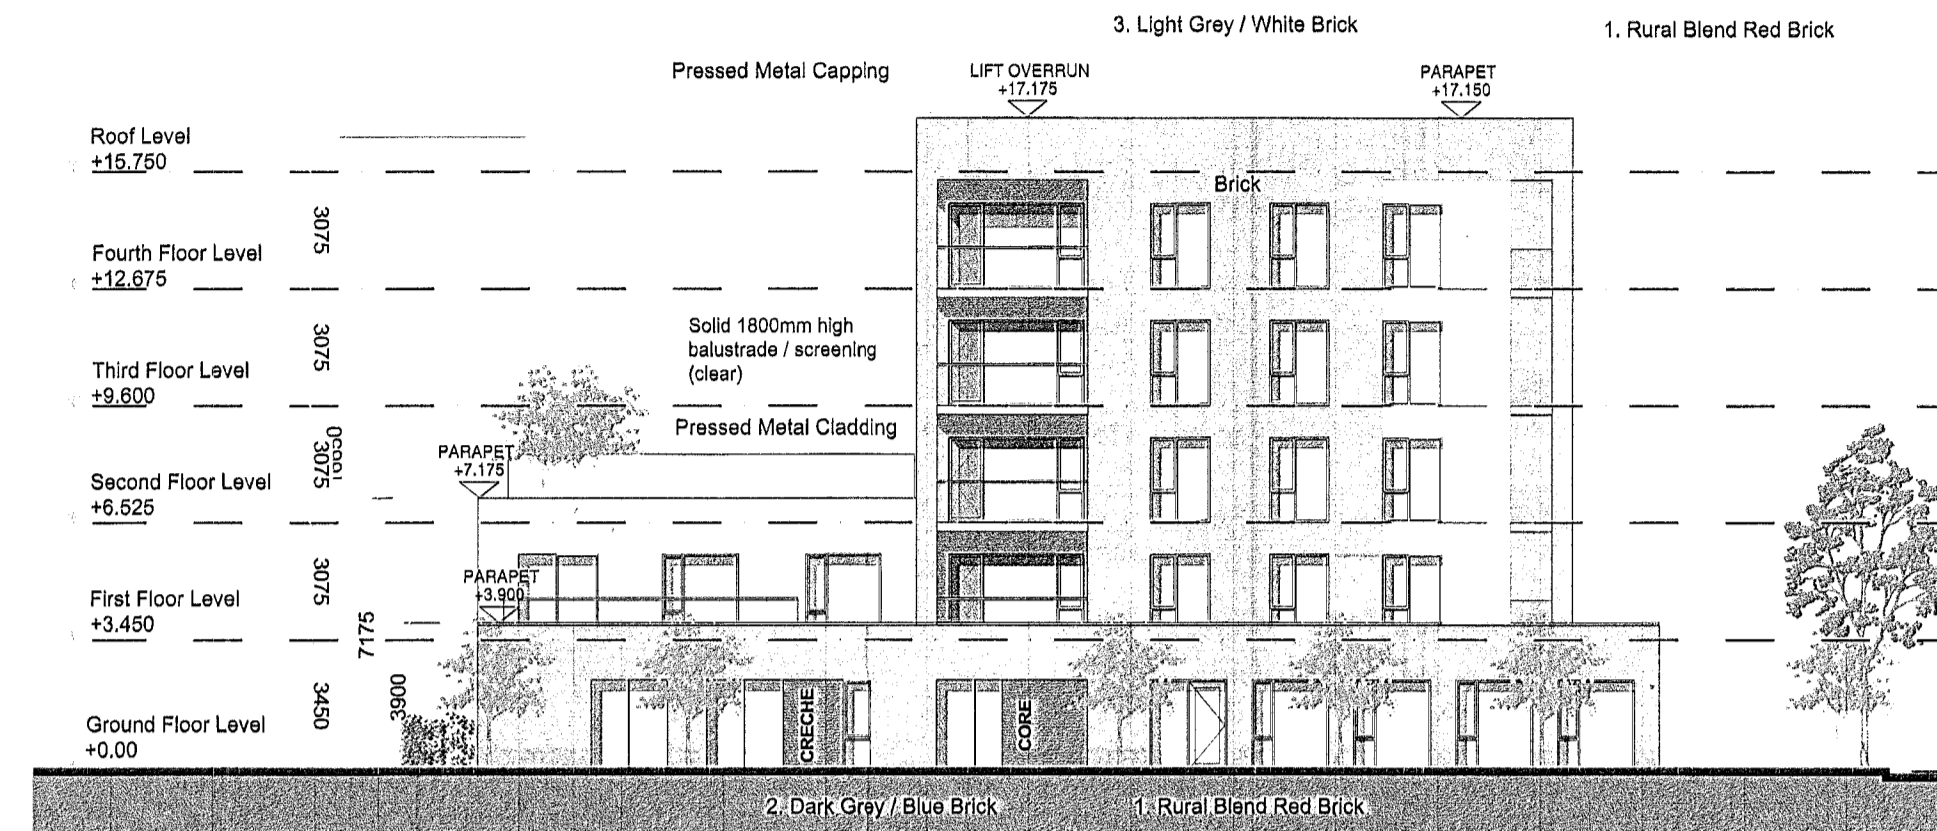 3. Light Grey / White Brick
1. Rural Blend Red Brick
Pressed Metal Capping
LIFT OVERRUN
+17.175
PARAPET
+17.150
Roof Level
+15.750
Brick
3075
Fourth Floor Level
+12.675
3075
Solid 1800mm high
balustrade / screening
(clear)
Third Floor Level
+9.600
Pressed Metal Cladding
3075
PARAPET
+7.175
Second Floor Level
+6.525
3075
PARAPET
+3.900
First Floor Level
+3.450
7175
3900
3450
CRECHE
CORE
Ground Floor Level
+0.00
2. Dark Grey / Blue Brick
1. Rural Blend Red Brick